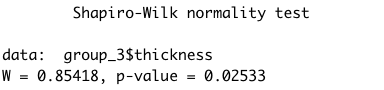 Shapiro-Wilk normality test
data:  group_3$thickness
W = 0.85418, p-value = 0.02533